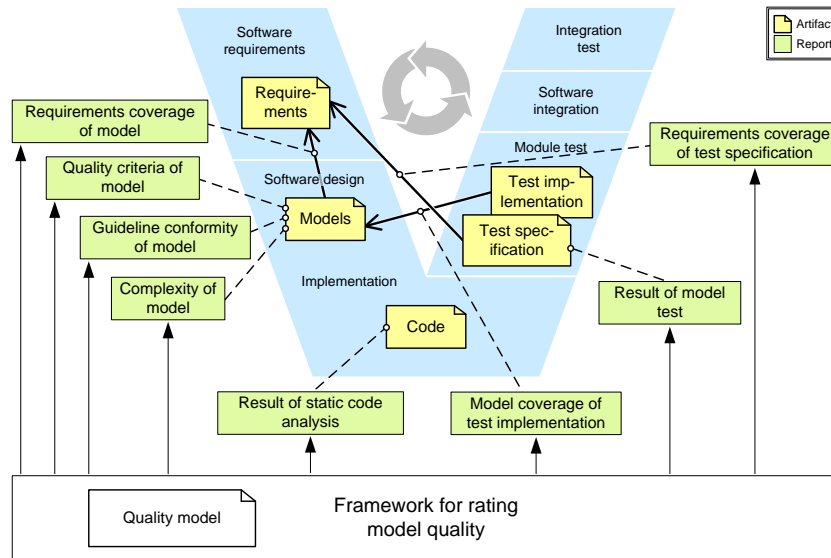 Software
requirements
Integration
test
Artifact
Report
Require-
ments
Software
integration
Requirements coverage
of model
Requirements coverage
of test specification
Module test
Quality criteria of
model
Software design
Test imp-
lementation
Models
Guideline conformity
of model
Test spec-
ification
Implementation
Complexity of
model
Result of model
test
Code
Result of static code
analysis
Model coverage of
test implementation
Quality model
Framework for rating
model quality